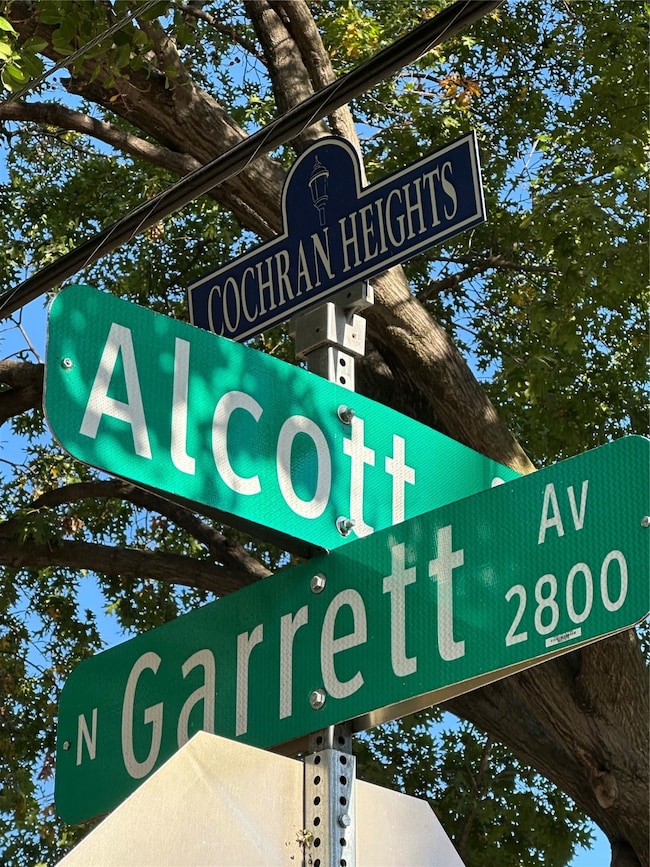 COCHRAN HEIGHTS
Alcott
N Garrett Av
2800